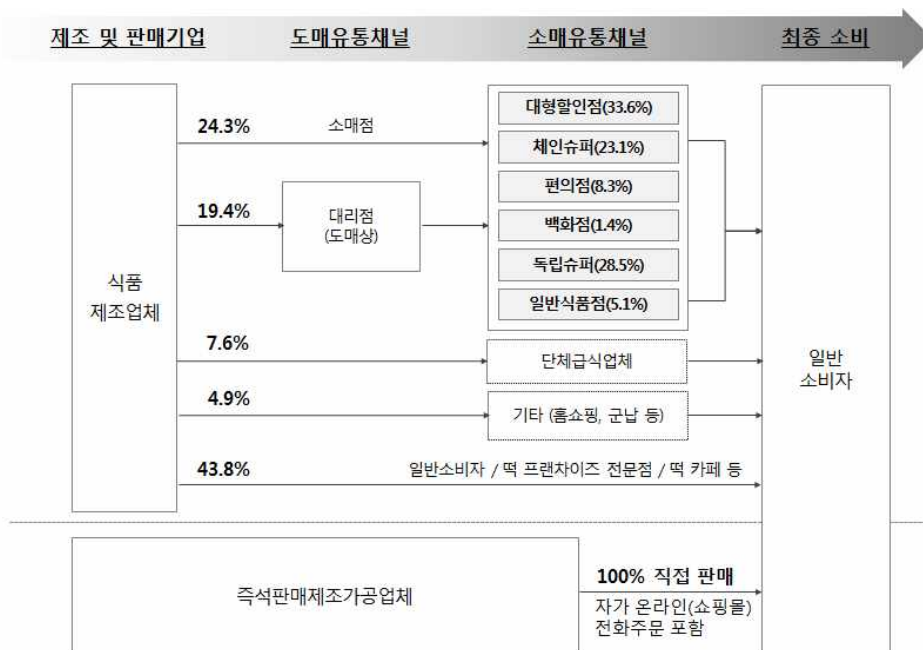 제조 및 판매기업 도매유통채널 소매유통채널 최종 소비
대형할인점(33.6%)
24.3% 소매점
체인슈퍼(23.1%)
편의점(8.3%)
19.4%
대리점
(도매상)
백화점(1.4%)
독립슈퍼(28.5%)
식품
제조업체
일반식품점(5.1%)
7.6%
단체급식업체
일반
소비자
4.9%
기타 (홈쇼핑, 군납 등)
43.8% 일반소비자 / 떡 프랜차이즈 전문점 / 떡 카페 등
즉석판매제조가공업체
100% 직접 판매
자가 온라인(쇼핑몰)
전화주문 포함